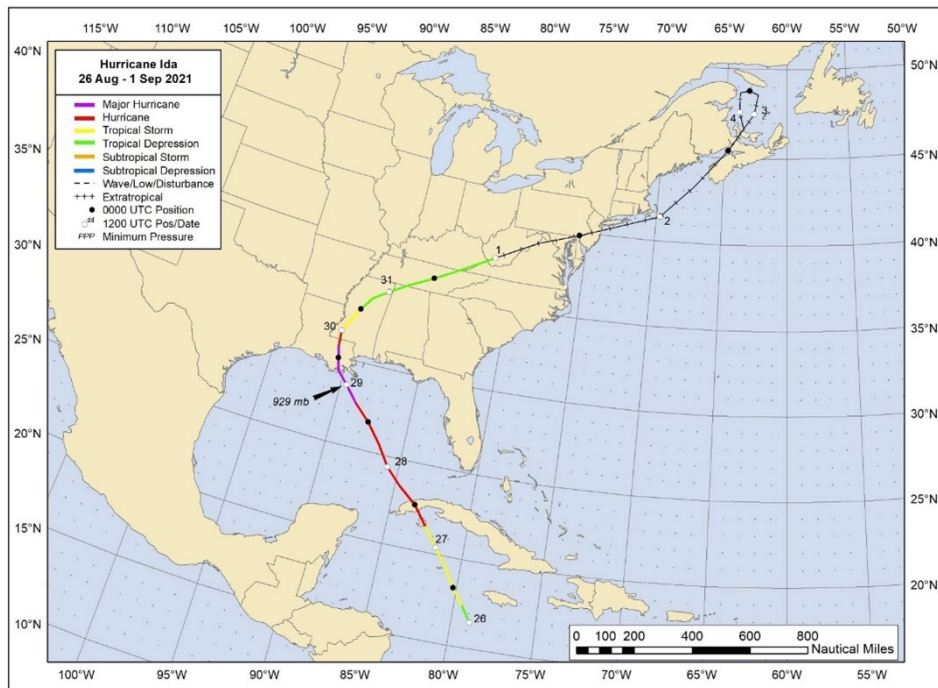 115°W 110°W 105°W 100°W 95°W 90°W 85°W 80°W 75°W 70°W 65°W 60°W 55°W 50°W
40°N
50°N
Hurricane Ida
26 Aug - 1 Sep 2021
Major Hurricane
Hurricane
Tropical Storm
Tropical Depression
Subtropical Storm
Subtropical Depression
Wave/Low/Disturbance
Extratropical
0000 UTC Position
dd 1200 UTC Pos/Date
PPP Minimum Pressure
3
4
35°N
45°N
2
1
40°N
30°N
31
30
35°N
25°N
29
929 mb
30°N
20°N
28
25°N
15°N
27
20°N
10°N
26
0 100 200 400 600 800
Nautical Miles
100°W 95°W 90°W 85°W 80°W 75°W 70°W 65°W 60°W